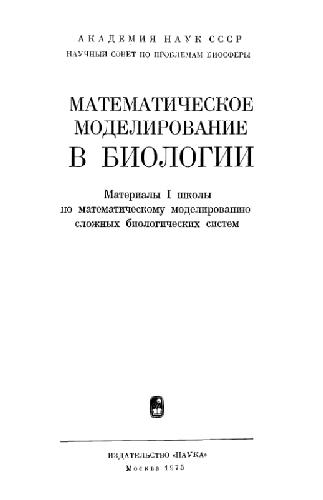 АКАДЕМИЯ НАУК СССР
НАУЧНЫЙ СОВЕТ ПО ПРОБЛЕМАМ БИОСФЕРЫ
МАТЕМАТИЧЕСКОЕ
МОДЕЛИРОВАНИЕ
В БИОЛОГИИ
Материалы I школы
по математическому моделированию
сложных биологических систем
ИЗДАТЕЛЬСТВО «НАУКА»
Москва 1975